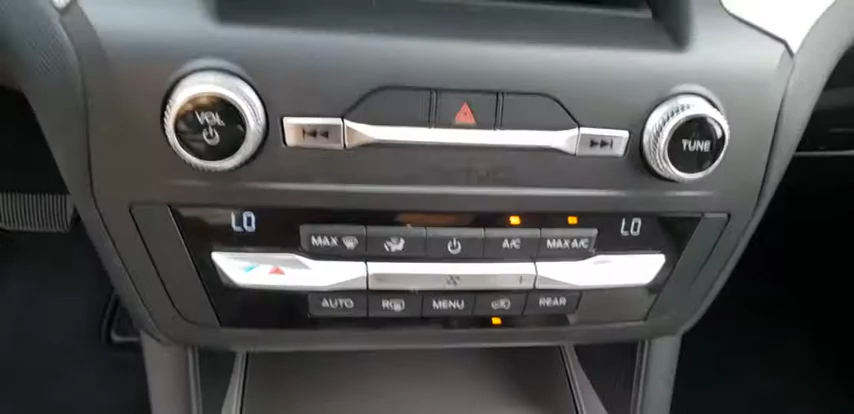 VOL
TUNE
LO
MAX
A/C
MAX A/C
LO
AUTO
R
MENU
REAR